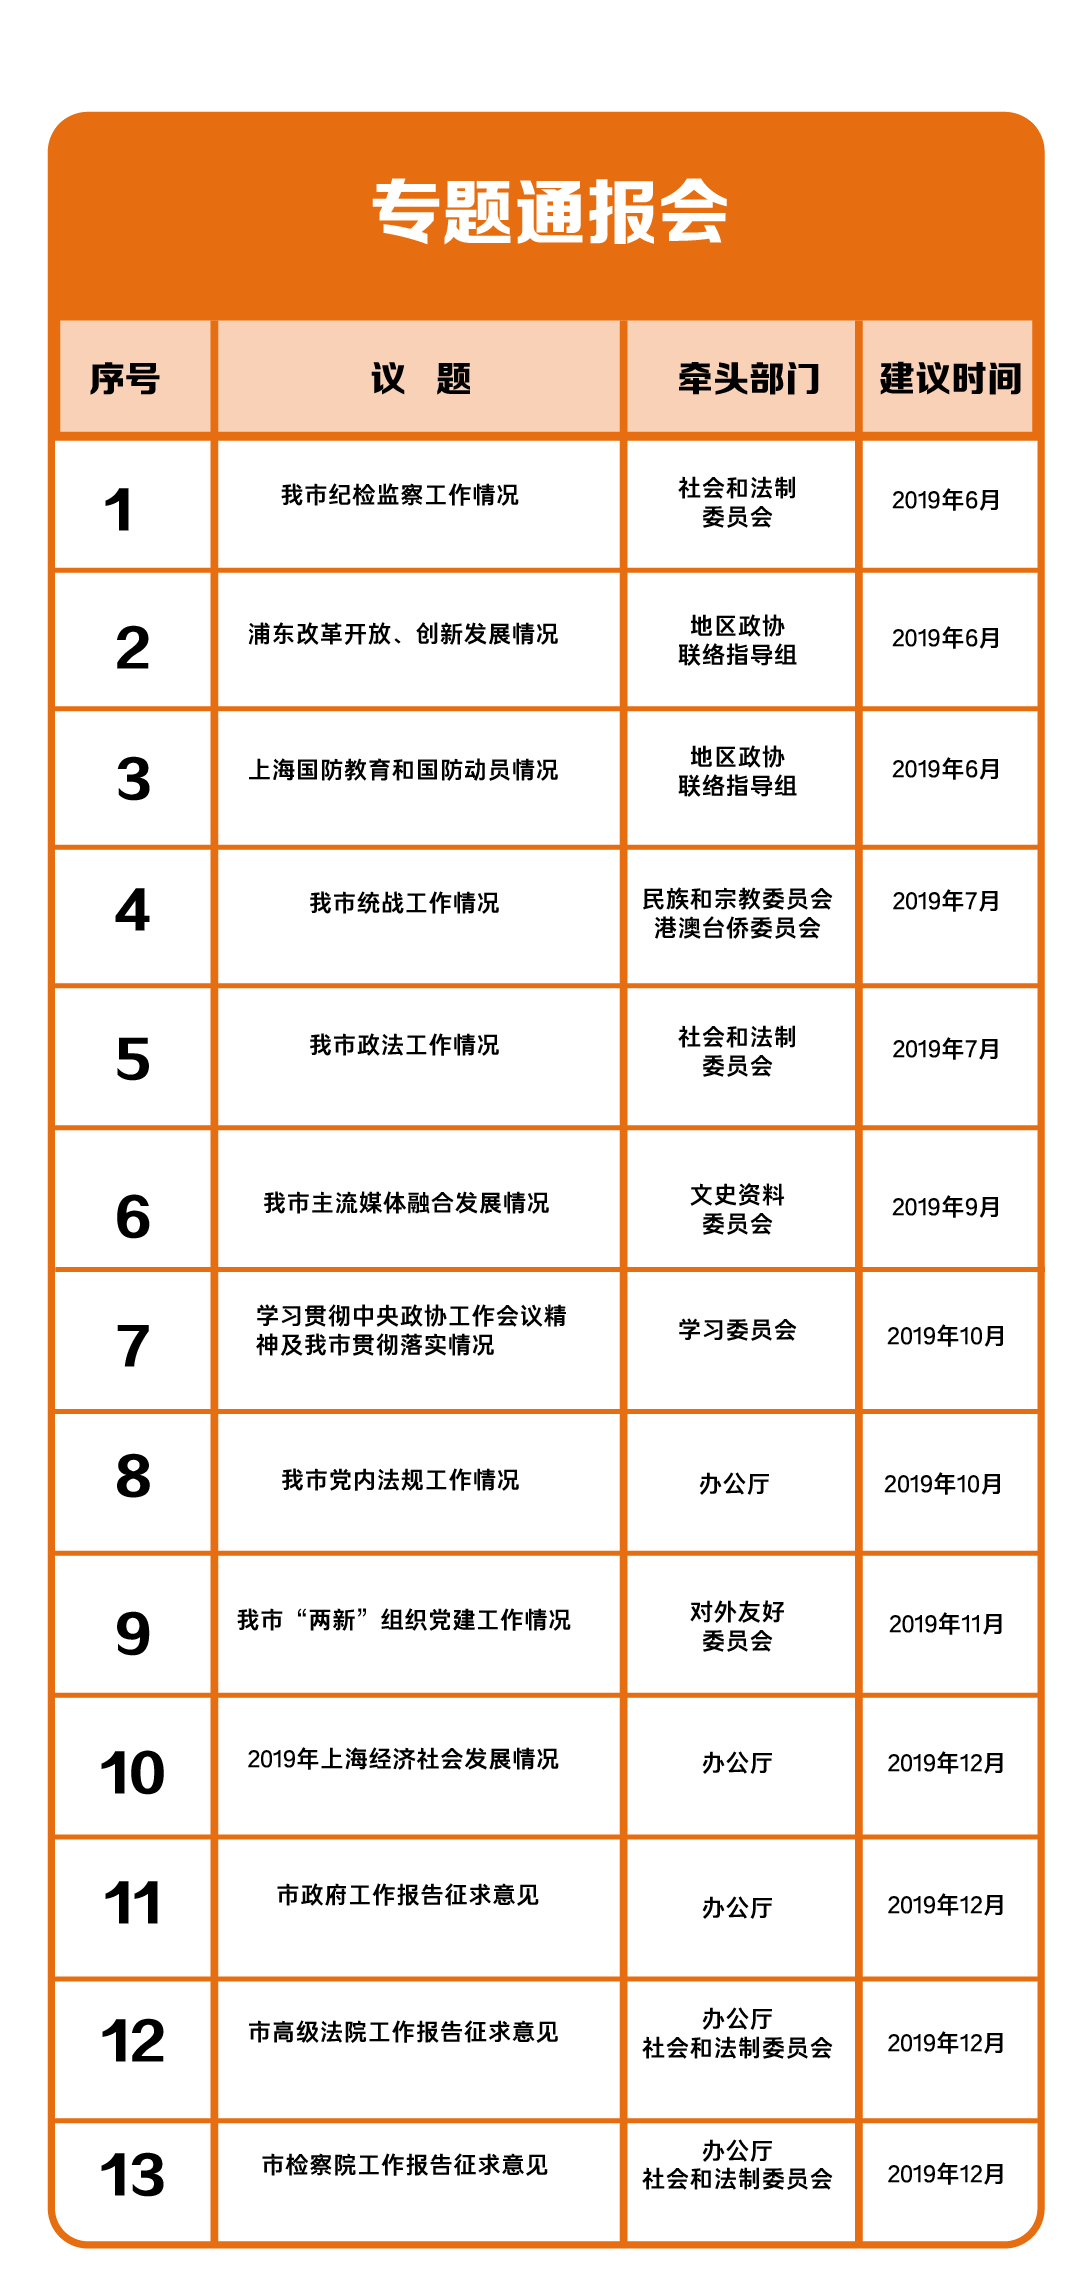 专题通报会
序号 议 题 牵头部门 建议时间
1 我市纪检监察工作情况 社会和法制 2019年6月
委员会
2 浦东改革开放、创新发展情况 地区政协 2019年6月
联络指导组
3 上海国防教育和国防动员情况 地区政协 2019年6月
联络指导组
4 我市统战工作情况 民族和宗教委员会 2019年7月
港澳台侨委员会
5 我市政法工作情况 社会和法制 2019年7月
委员会
6 我市主流媒体融合发展情况 文史资料 2019年9月
委员会
7 学习贯彻中央政协工作会议精 学习委员会 2019年10月
神及我市贯彻落实情况
8 我市党内法规工作情况 办公厅 2019年10月
9 我市“两新”组织党建工作情况 对外友好 2019年11月
委员会
10 2019年上海经济社会发展情况 办公厅 2019年12月
11 市政府工作报告征求意见 办公厅 2019年12月
12 市高级法院工作报告征求意见 办公厅 2019年12月
社会和法制委员会
13 市检察院工作报告征求意见 办公厅 2019年12月
社会和法制委员会